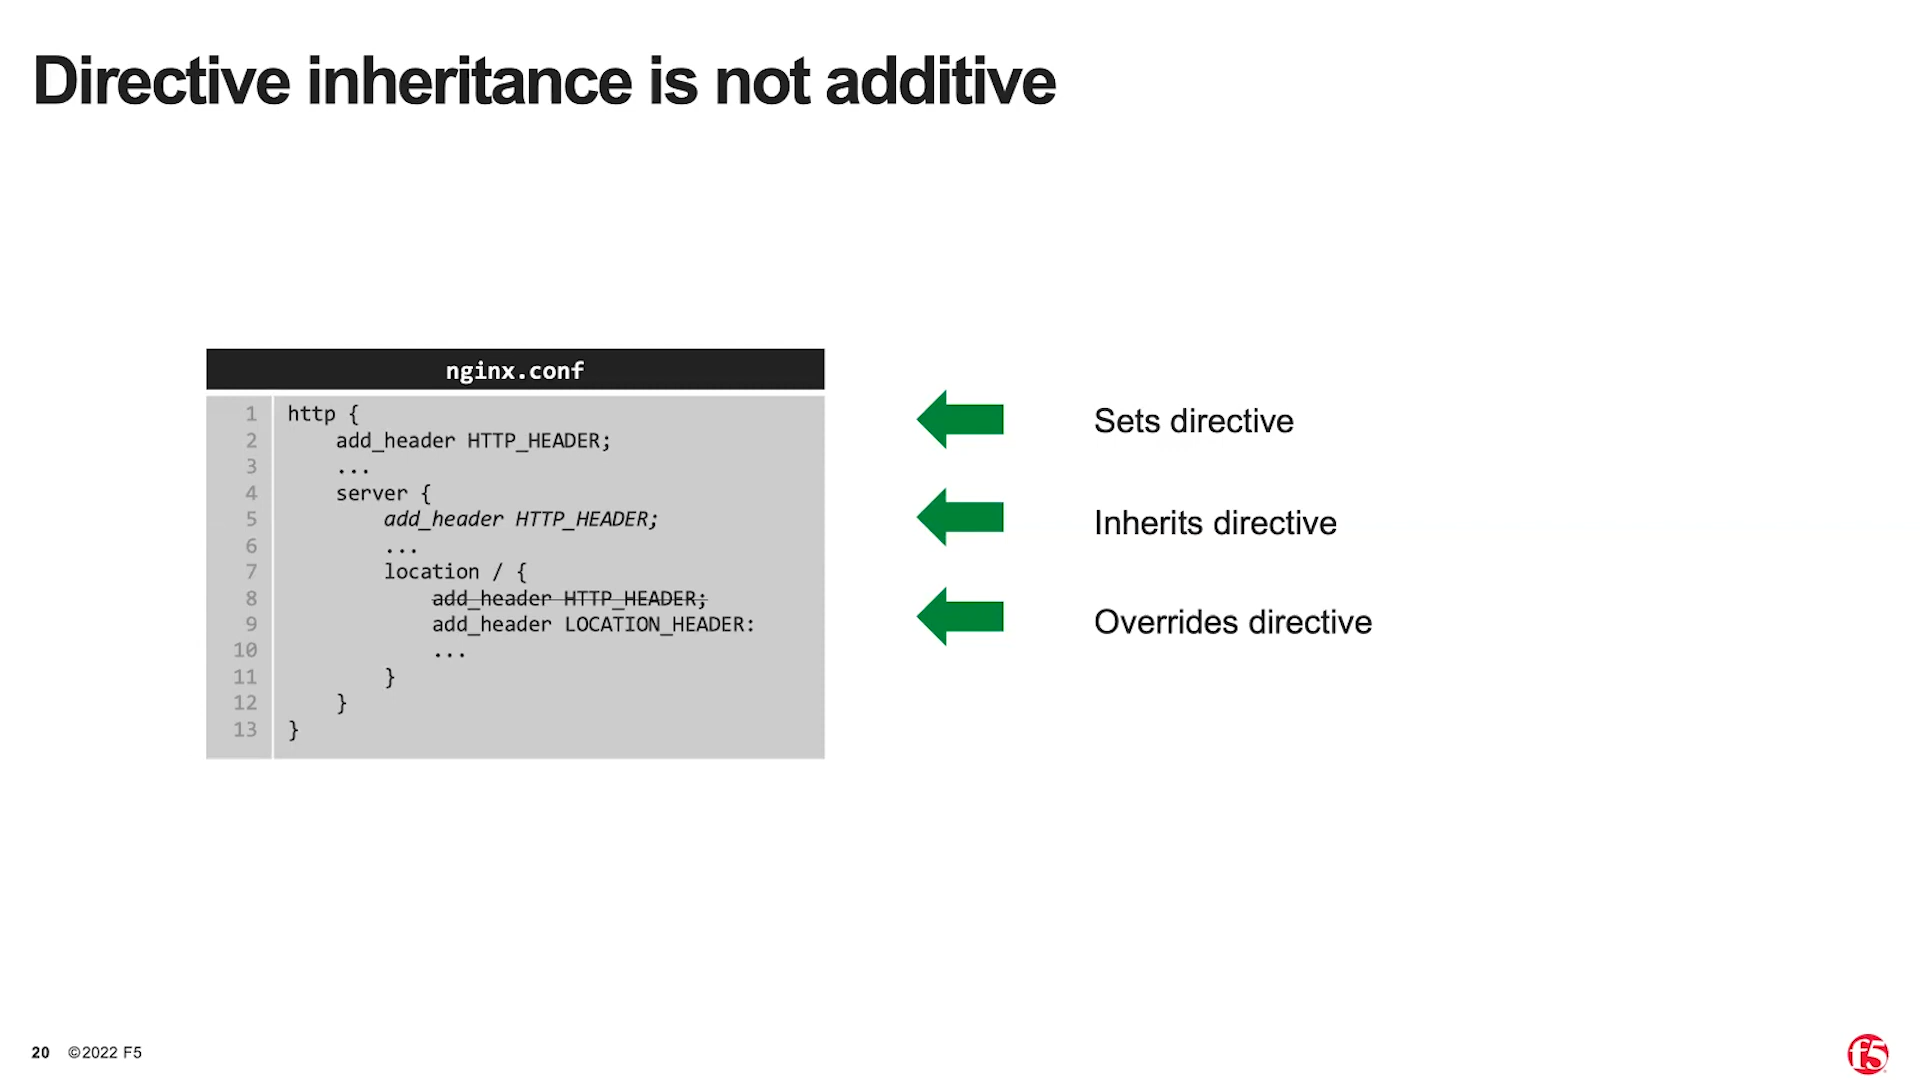 Directive inheritance is not additive
nginx.conf
1 http {
2     add_header HTTP_HEADER;
3     ...
4     server {
5         add_header HTTP_HEADER;
6         ...
7         location / {
8             add_header HTTP_HEADER;
9             add_header LOCATION_HEADER:
10             ...
11         }
12     }
13 }
Sets directive
Inherits directive
Overrides directive
20 ©2022 F5
f5